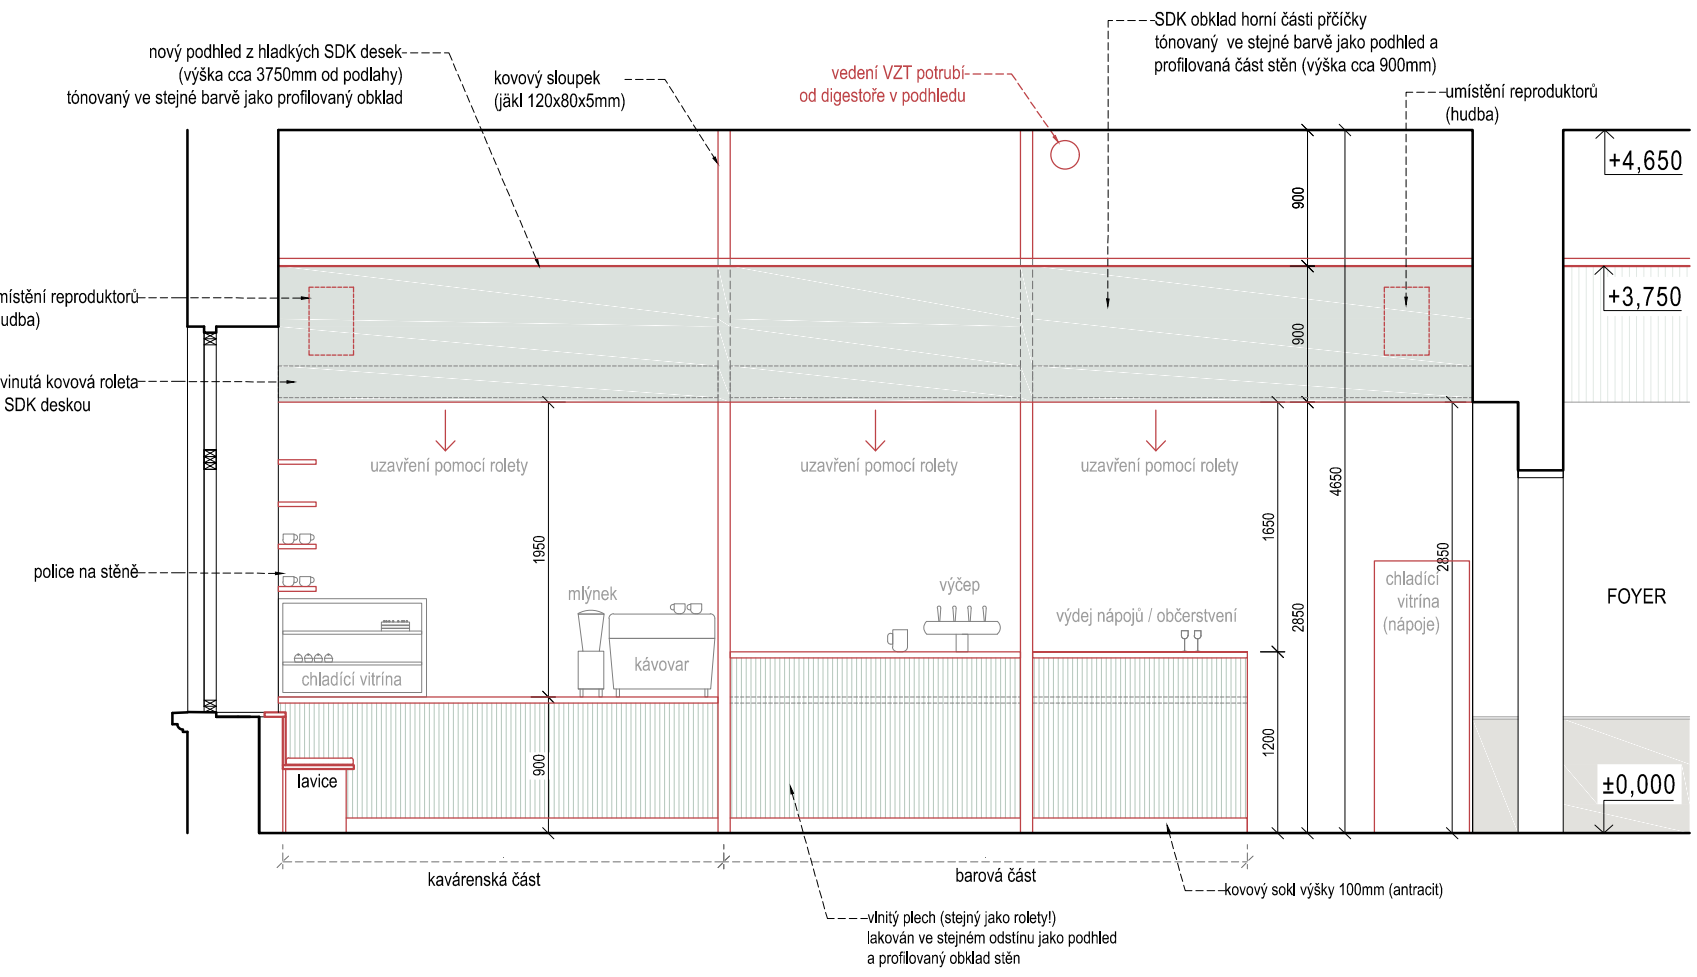 nový podhled z hladkých SDK desek
(výška cca 3750mm od podlahy)
tónovaný ve stejné barvě jako profilovaný obklad
kovový sloupek
(jäkl 120x80x5mm)
vedení VZT potrubí
od digestoře v podhledu
SDK obklad horní části přčíčky
tónovaný ve stejné barvě jako podhled a
profilovaná část stěn (výška cca 900mm)
umístění reproduktorů
(hudba)
+4,650
900
místění reproduktorů
udba)
+3,750
900
vinutá kovová roleta
SDK deskou
uzavření pomocí rolety
uzavření pomocí rolety
uzavření pomocí rolety
4650
1950
1650
2850
2850
police na stěně
mlýnek
výčep
výdej nápojů / občerstvení
chladící
vitrína
(nápoje)
FOYER
kávovar
chladící vitrína
900
1200
lavice
±0,000
kavárenská část
barová část
kovový sokl výšky 100mm (antracit)
vlnitý plech (stejný jako rolety!)
lakován ve stejném odstínu jako podhled
a profilovaný obklad stěn